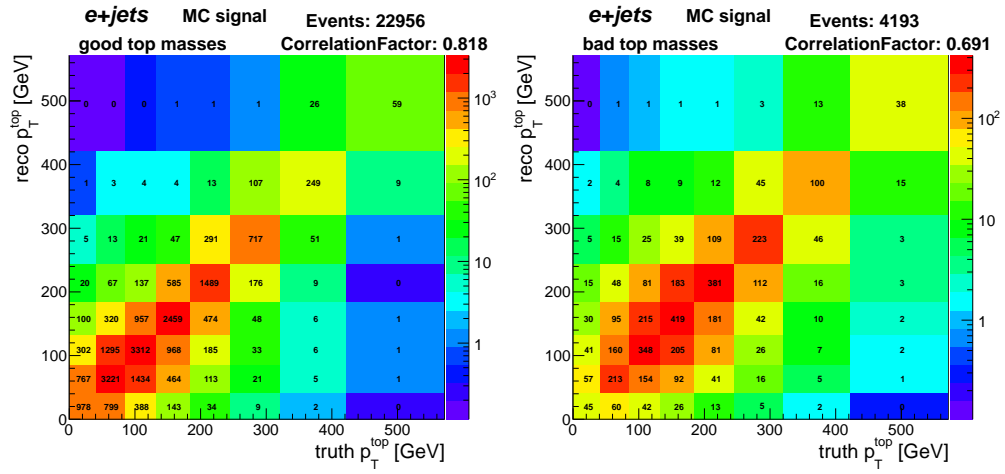 e+jets MC signal Events: 22956
good top masses CorrelationFactor: 0.818
reco p_T^top [GeV]
500
400
300
200
100
0
0 0 0 1 1 1 26 59
1 3 4 4 13 107 249 9
5 13 21 47 291 717 51 1
20 67 137 585 1489 176 9 0
100 320 957 2459 474 48 6 1
302 1295 3312 968 185 33 6 1
767 3221 1434 464 113 21 5 1
978 799 388 143 34 9 2 0
0 100 200 300 400 500
truth p_T^top [GeV]
10^3
10^2
10
1
e+jets MC signal Events: 4193
bad top masses CorrelationFactor: 0.691
reco p_T^top [GeV]
500
400
300
200
100
0
0 1 1 1 1 3 13 38
2 4 8 9 12 45 100 15
5 15 25 39 109 223 46 3
15 48 81 183 381 112 16 3
30 95 215 419 181 42 10 2
41 160 346 205 81 26 7 2
57 213 154 92 41 16 5 1
45 60 42 26 13 5 2 0
0 100 200 300 400 500
truth p_T^top [GeV]
10^2
10
1